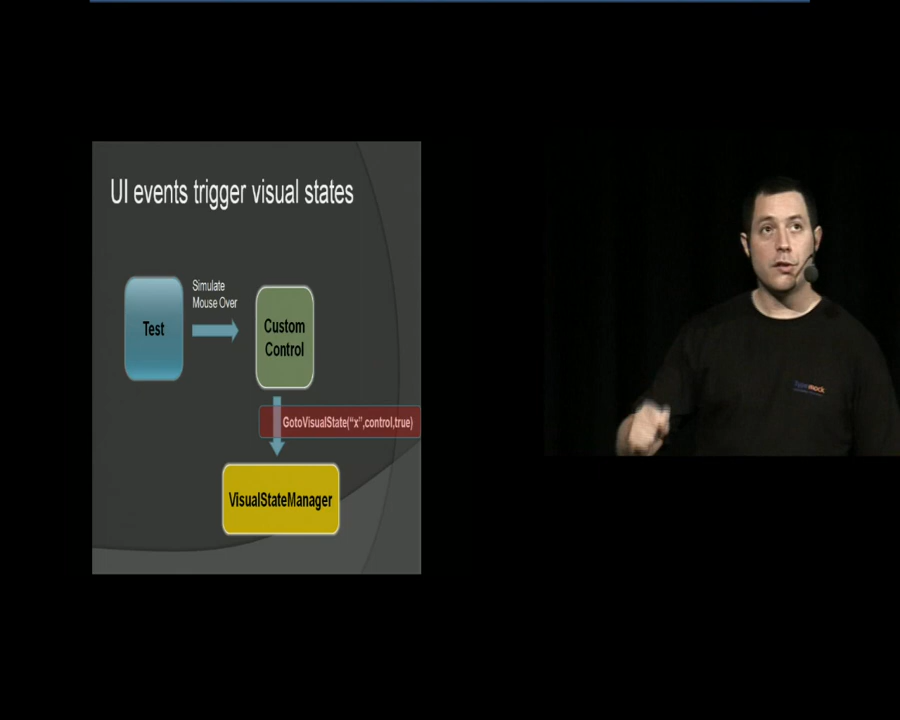 UI events trigger visual states
Simulate
Mouse Over
Test
Custom
Control
GotoVisualState("x",control,true)
VisualStateManager